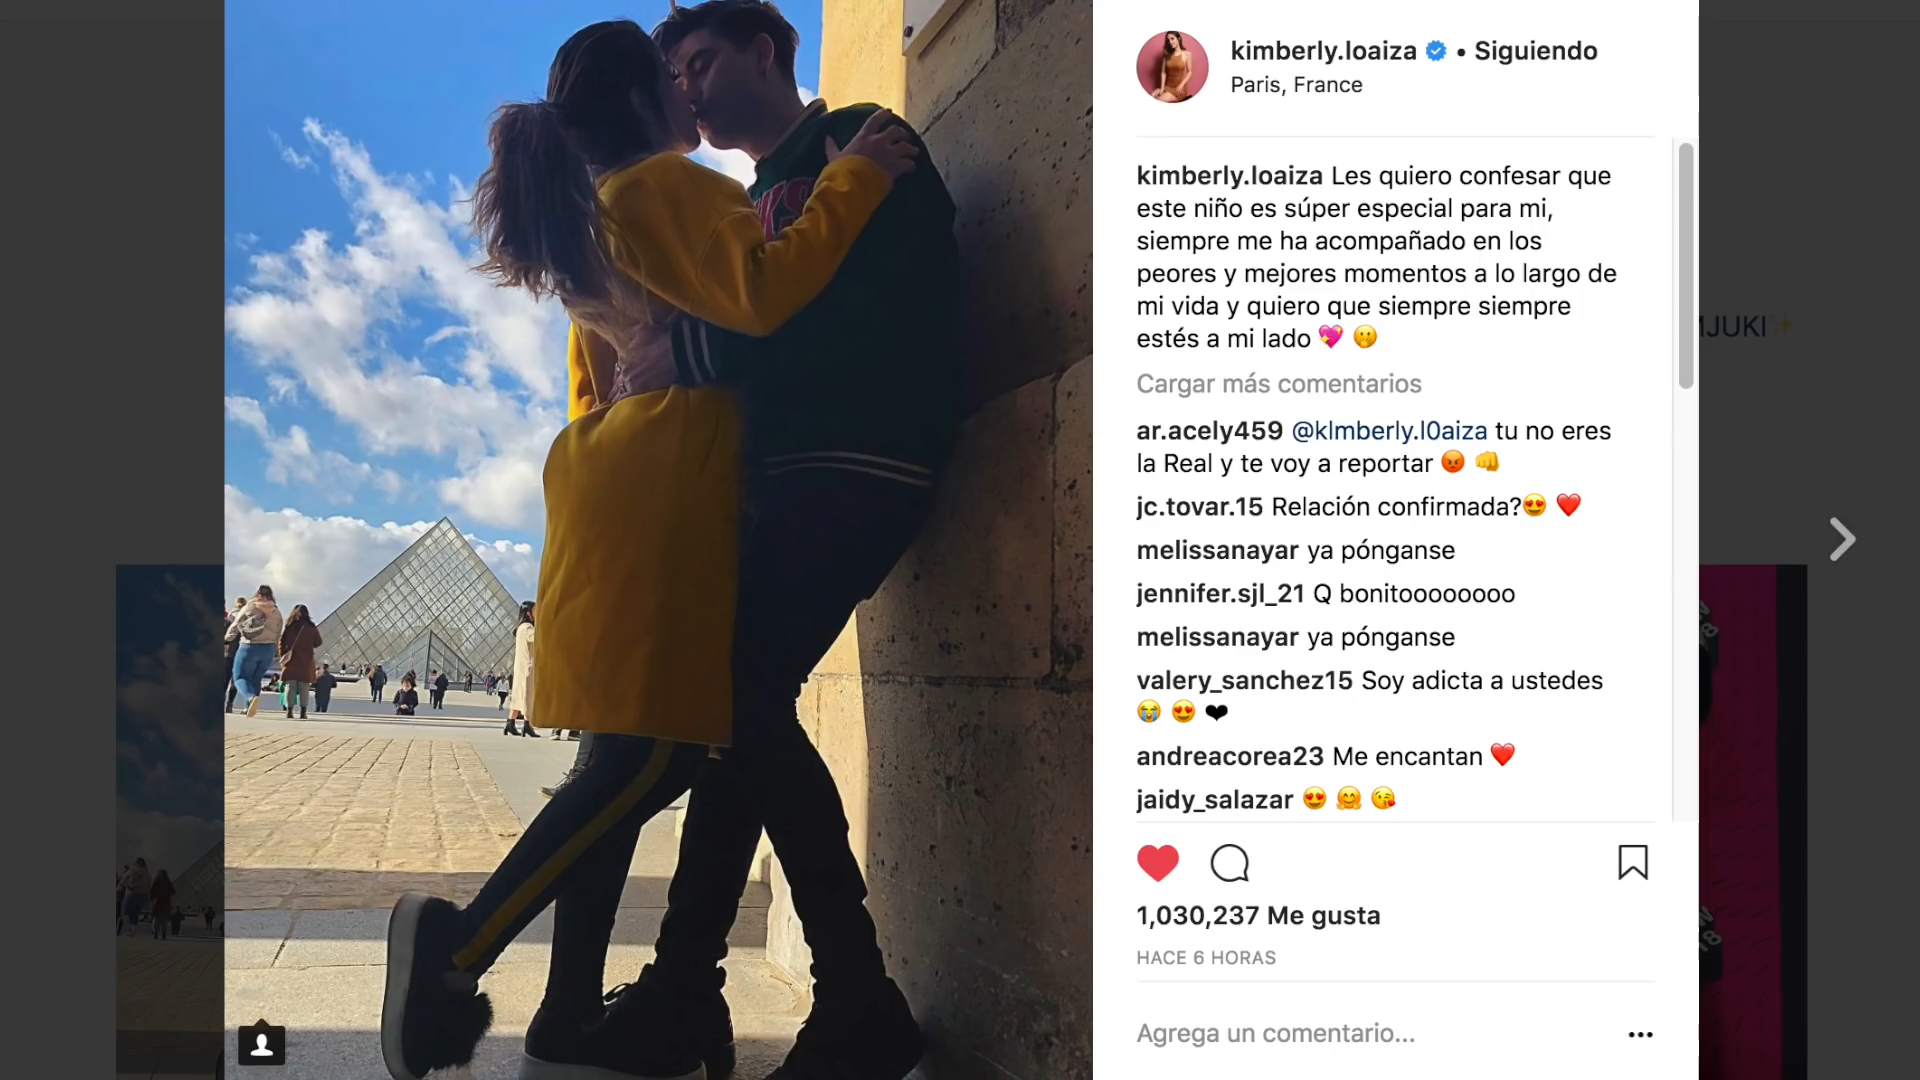 kimberly.loaiza • Siguiendo
Paris, France
kimberly.loaiza Les quiero confesar que
este niño es súper especial para mi,
siempre me ha acompañado en los
peores y mejores momentos a lo largo de
mi vida y quiero que siempre siempre
estés a mi lado 💖 🤭
Cargar más comentarios
ar.acely459 @klmberly.l0aiza tu no eres
la Real y te voy a reportar 😡 👊
jc.tovar.15 Relación confirmada?😍 ❤️
melissanayar ya pónganse
jennifer.sjl_21 Q bonitoooooooo
melissanayar ya pónganse
valery_sanchez15 Soy adicta a ustedes
😭 😍 ❤
andreacorea23 Me encantan ❤️
jaidy_salazar 😍 🤗 😘
1,030,237 Me gusta
HACE 6 HORAS
Agrega un comentario...